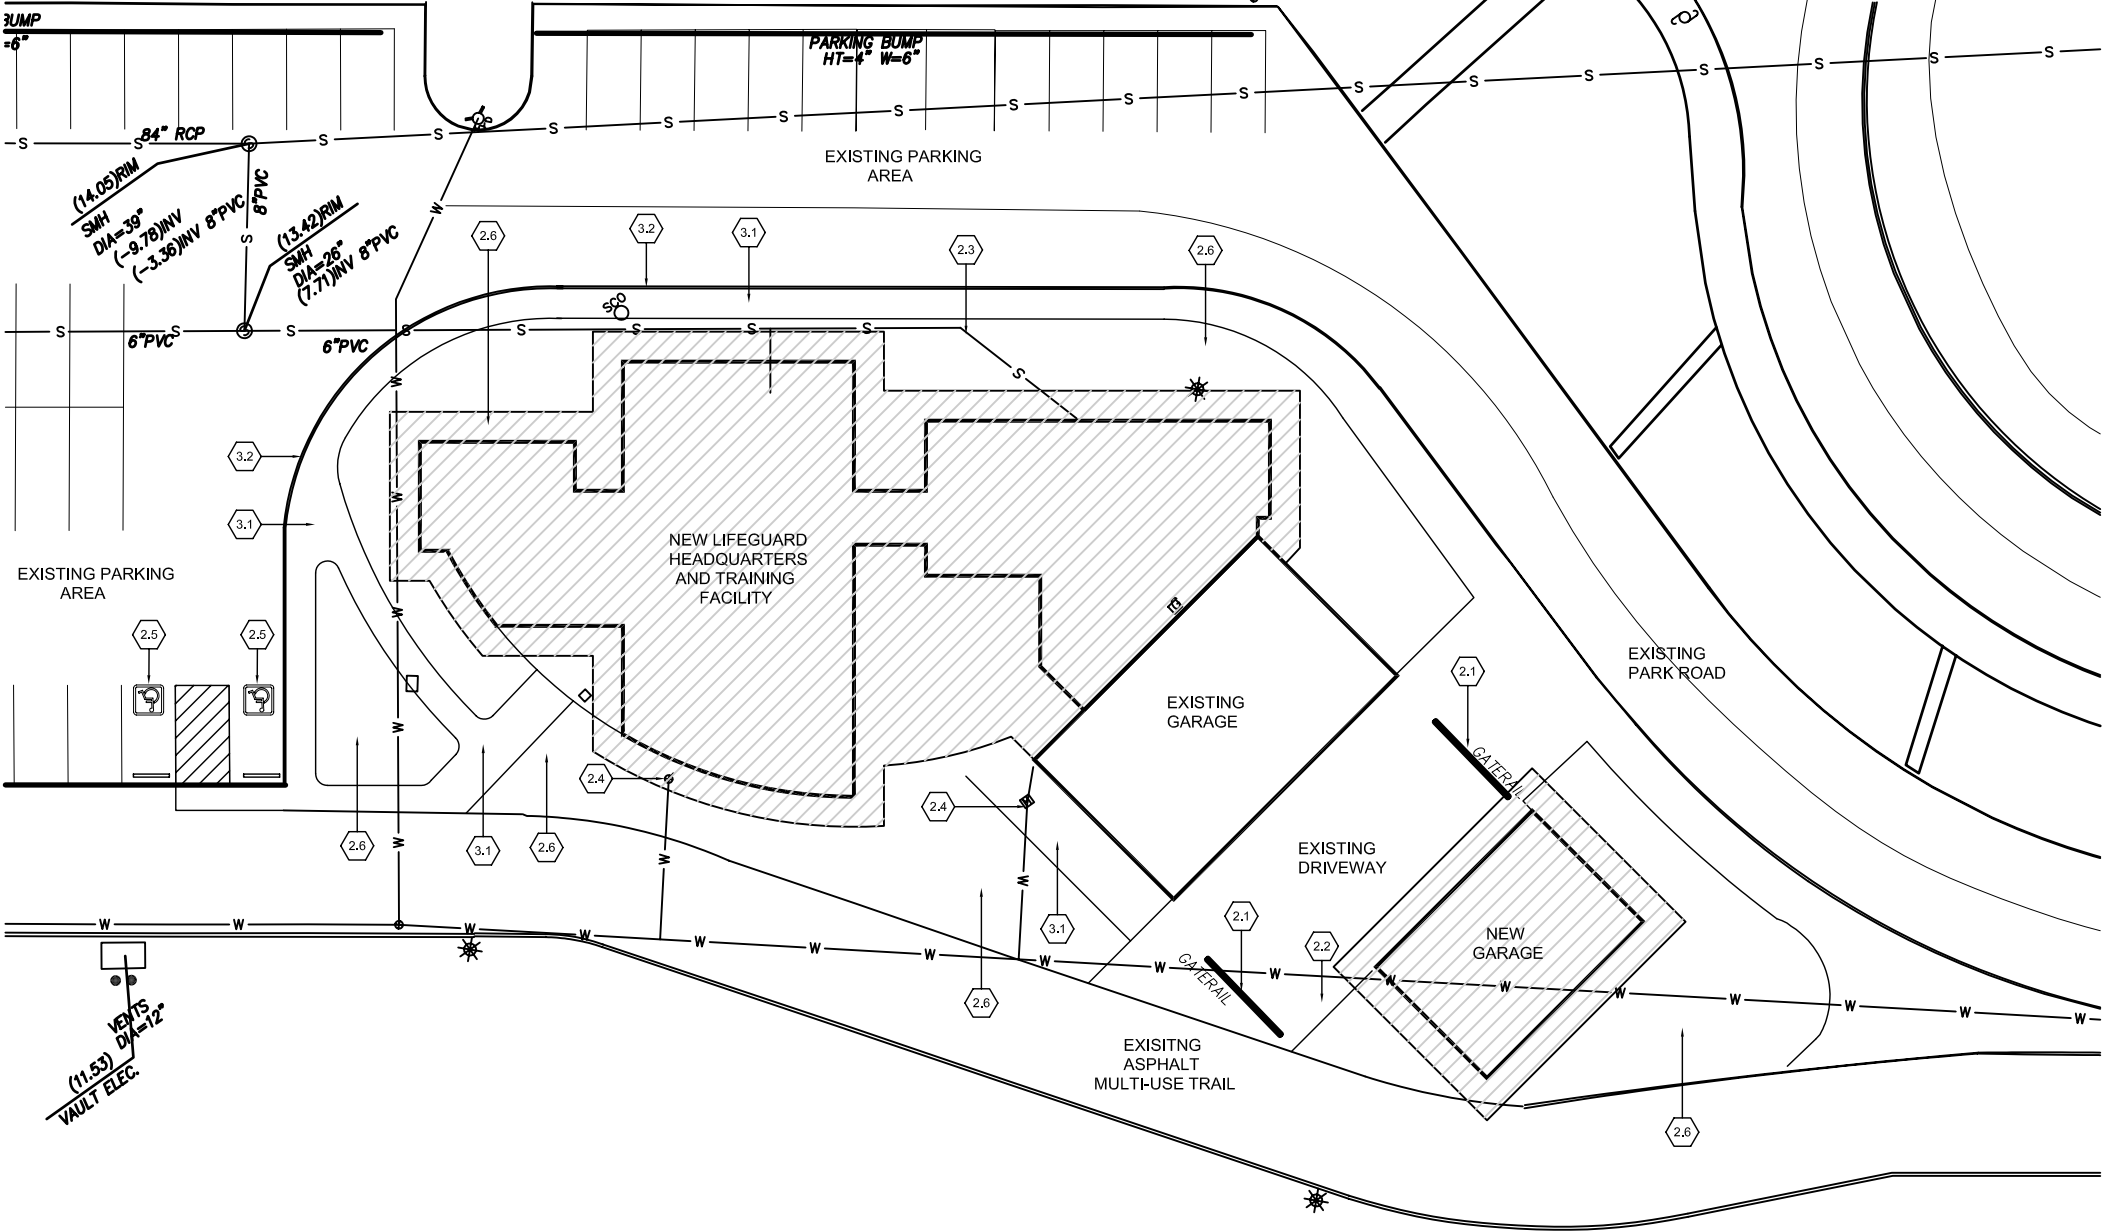 BUMP
=6"
PARKING BUMP
HT=4" W=6"
S S S S S S S S S S S S S S S S S S
84" RCP
EXISTING PARKING
AREA
(14.05)RIM
SMH
DIA=39"
(-9.78)INV
(-3.36)INV 8"PVC
8"PVC
S
(13.42)RIM
SMH
DIA=26"
(7.71)INV 8"PVC
W
2.6
3.2
3.1
2.3
2.6
SCO
S S S S S S S S
6"PVC
6"PVC
S
W
3.2
W
3.1
NEW LIFEGUARD
HEADQUARTERS
AND TRAINING
FACILITY
EXISTING PARKING
AREA
W
2.5
2.5
EXISTING
PARK ROAD
2.1
EXISTING
GARAGE
W
GATERAIL
2.4
2.4
W
2.6
3.1
2.6
W
EXISTING
DRIVEWAY
W
3.1
2.1
2.2
NEW
GARAGE
W W W W W W W W W W W W W W W W W
GATERAIL
2.6
VENTS
DIA=12"
(11.53)
VAULT ELEC.
EXISITNG
ASPHALT
MULTI-USE TRAIL
2.6